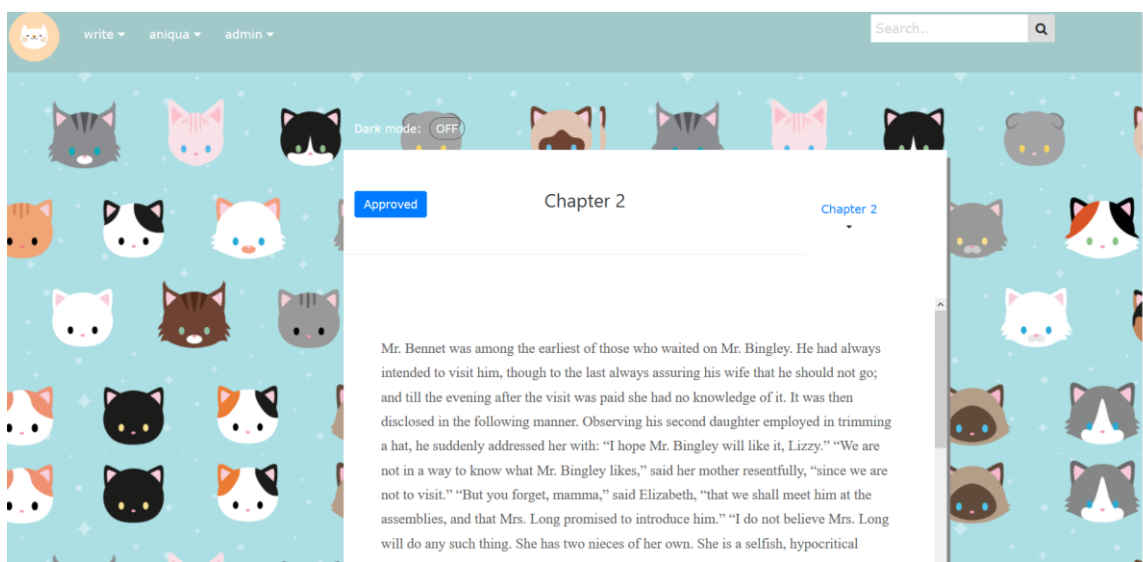 write aniqua admin Search..
Dark mode: OFF
Approved Chapter 2 Chapter 2
Mr. Bennet was among the earliest of those who waited on Mr. Bingley. He had always
intended to visit him, though to the last always assuring his wife that he should not go;
and till the evening after the visit was paid she had no knowledge of it. It was then
disclosed in the following manner. Observing his second daughter employed in trimming
a hat, he suddenly addressed her with: “I hope Mr. Bingley will like it, Lizzy.” “We are
not in a way to know what Mr. Bingley likes,” said her mother resentfully, “since we are
not to visit.” “But you forget, mamma,” said Elizabeth, “that we shall meet him at the
assemblies, and that Mrs. Long promised to introduce him.” “I do not believe Mrs. Long
will do any such thing. She has two nieces of her own. She is a selfish, hypocritical